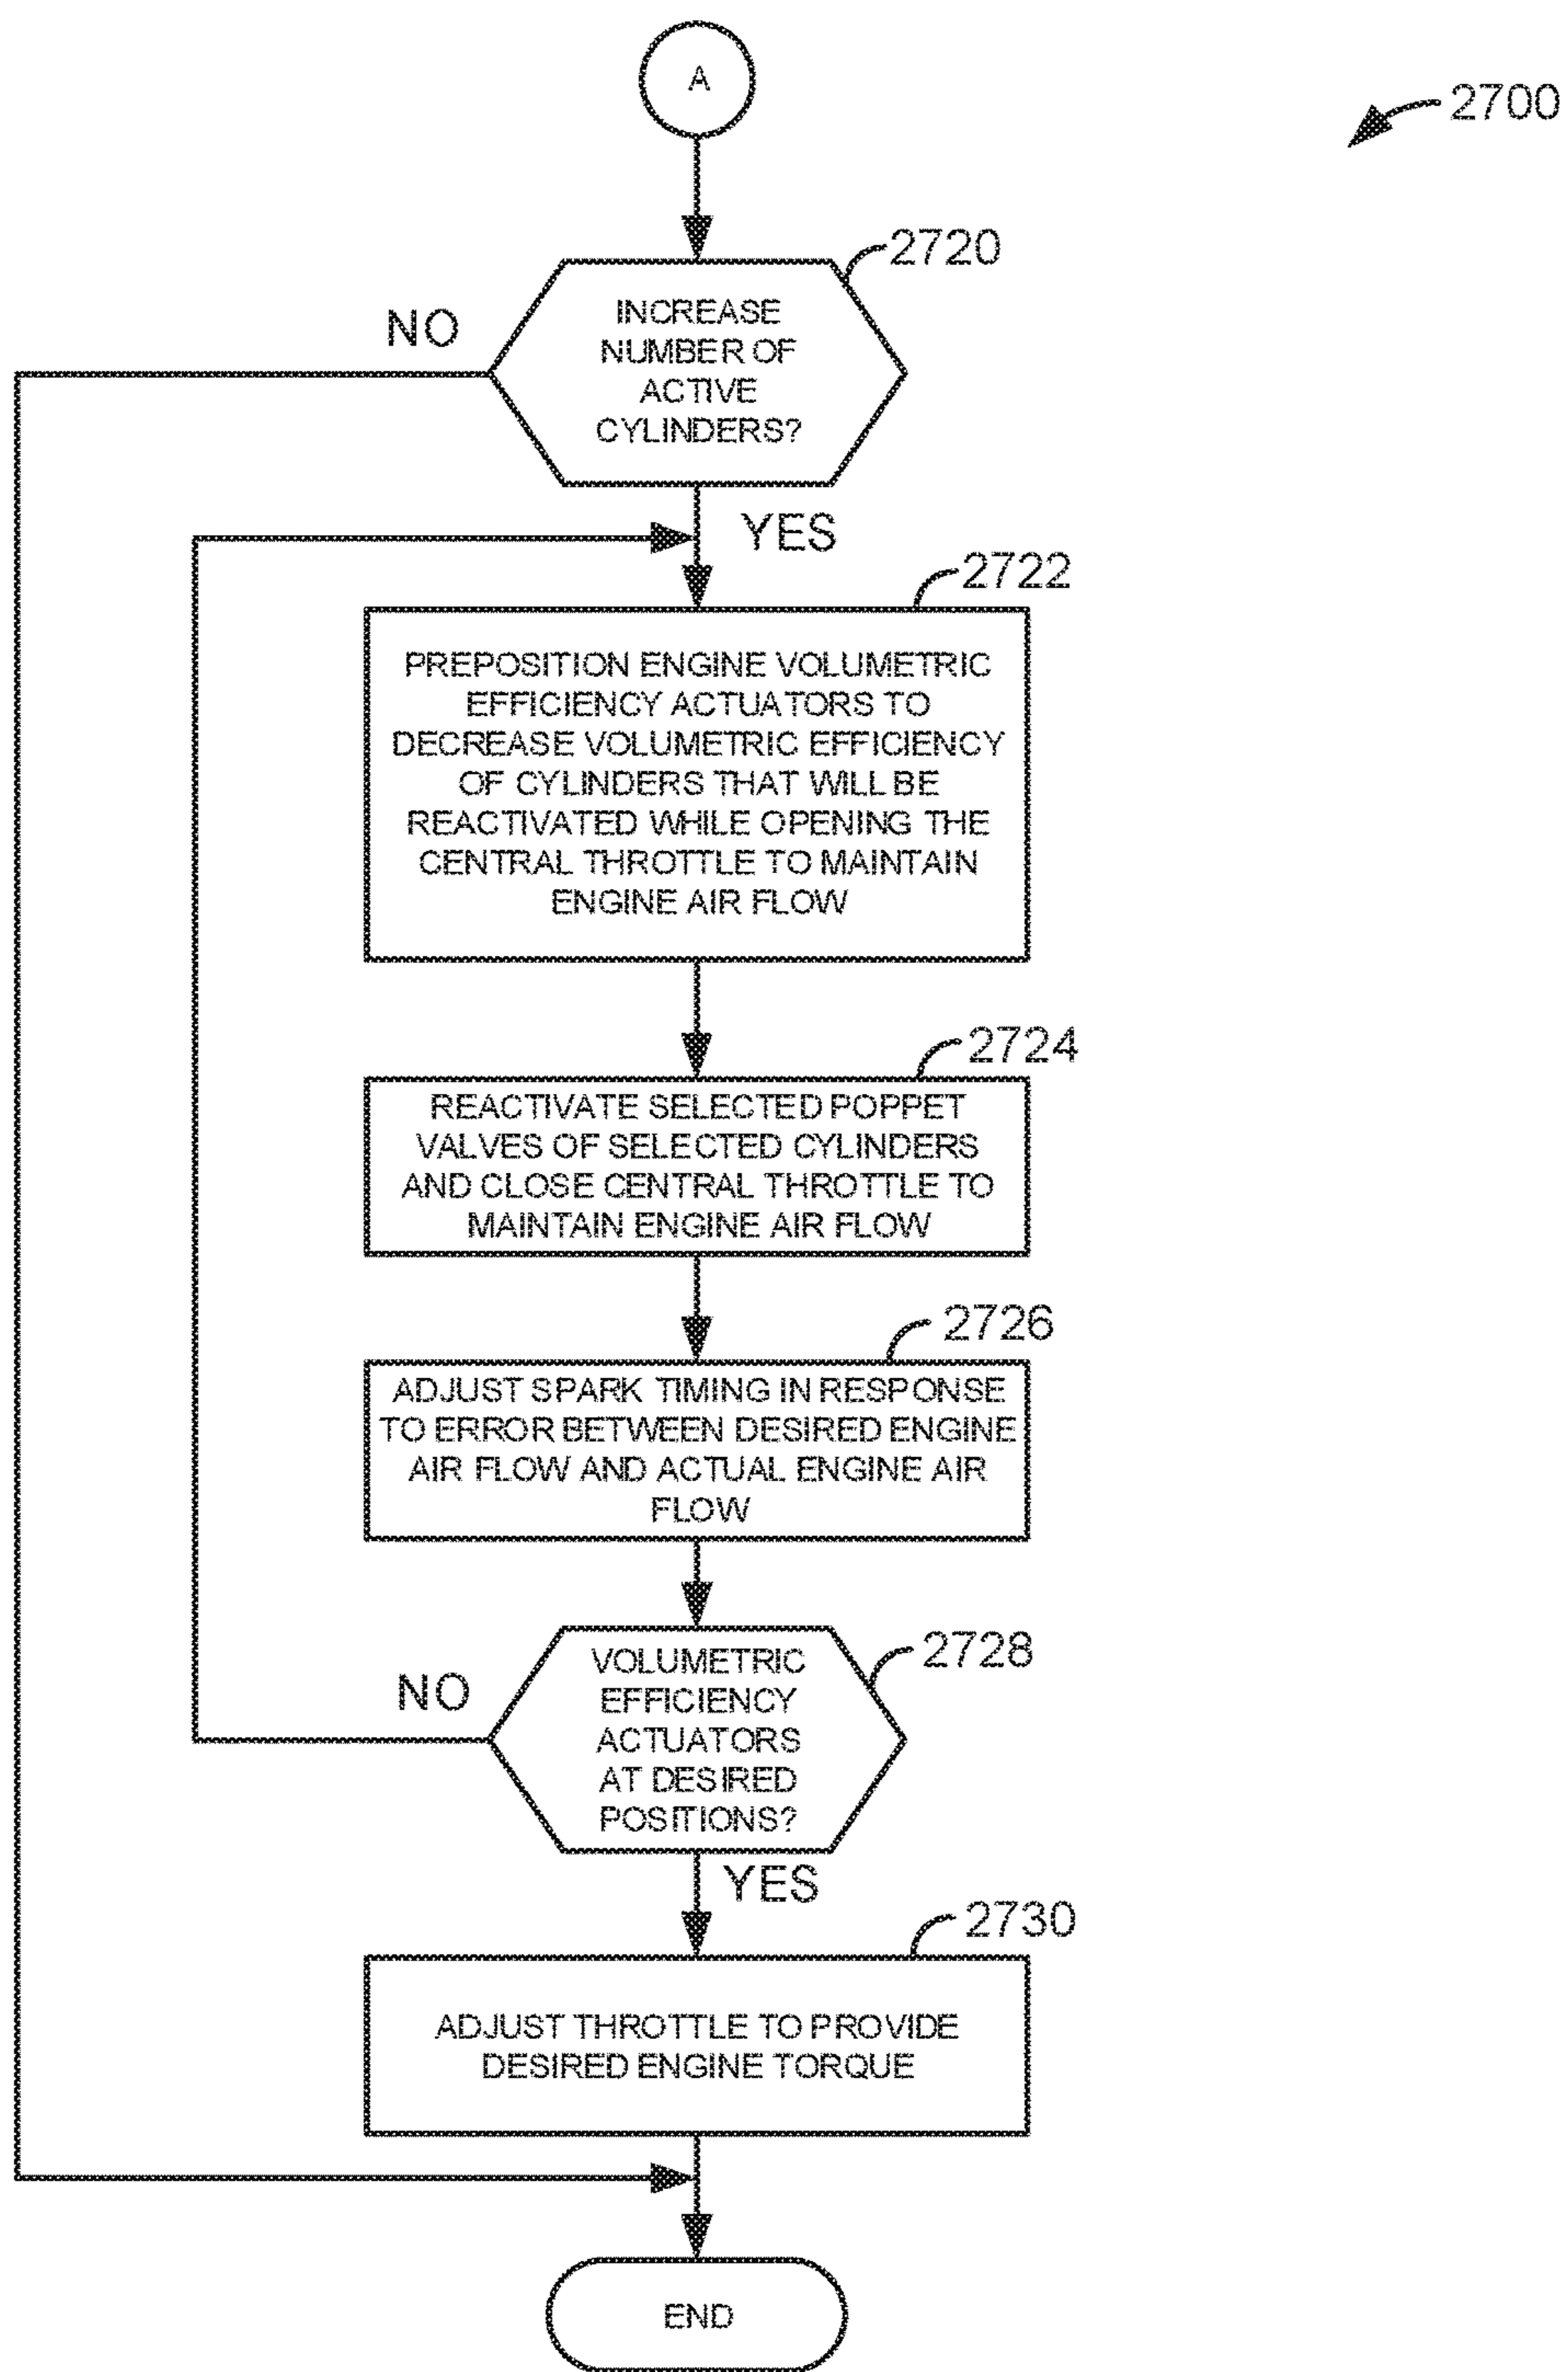 A
2700
2720
NO
INCREASE
NUMBER OF
ACTIVE
CYLINDERS?
YES
2722
PREPOSITION ENGINE VOLUMETRIC
EFFICIENCY ACTUATORS TO
DECREASE VOLUMETRIC EFFICIENCY
OF CYLINDERS THAT WILL BE
REACTIVATED WHILE OPENING THE
CENTRAL THROTTLE TO MAINTAIN
ENGINE AIR FLOW
2724
REACTIVATE SELECTED POPPET
VALVES OF SELECTED CYLINDERS
AND CLOSE CENTRAL THROTTLE TO
MAINTAIN ENGINE AIR FLOW
2726
ADJUST SPARK TIMING IN RESPONSE
TO ERROR BETWEEN DESIRED ENGINE
AIR FLOW AND ACTUAL ENGINE AIR
FLOW
2728
NO
VOLUMETRIC
EFFICIENCY
ACTUATORS
AT DESIRED
POSITIONS?
YES
2730
ADJUST THROTTLE TO PROVIDE
DESIRED ENGINE TORQUE
END